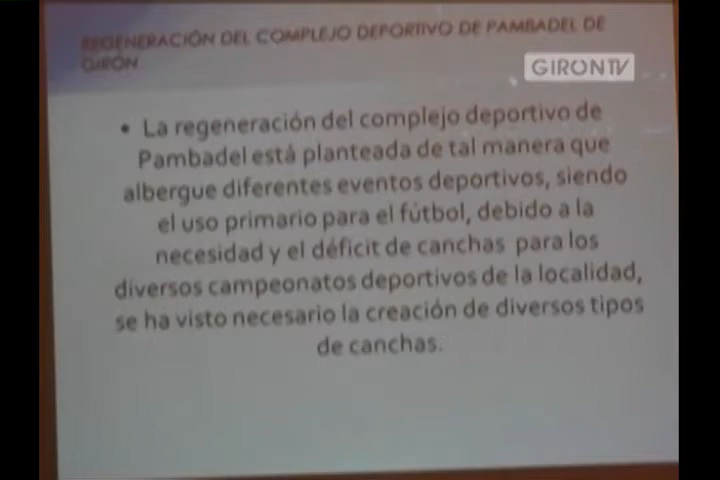 REGENERACIÓN DEL COMPLEJO DEPORTIVO DE PAMBADEL DE
GIRÓN
GIRONTV
• La regeneración del complejo deportivo de
Pambadel está planteada de tal manera que
albergue diferentes eventos deportivos, siendo
el uso primario para el fútbol, debido a la
necesidad y el déficit de canchas para los
diversos campeonatos deportivos de la localidad,
se ha visto necesario la creación de diversos tipos
de canchas.